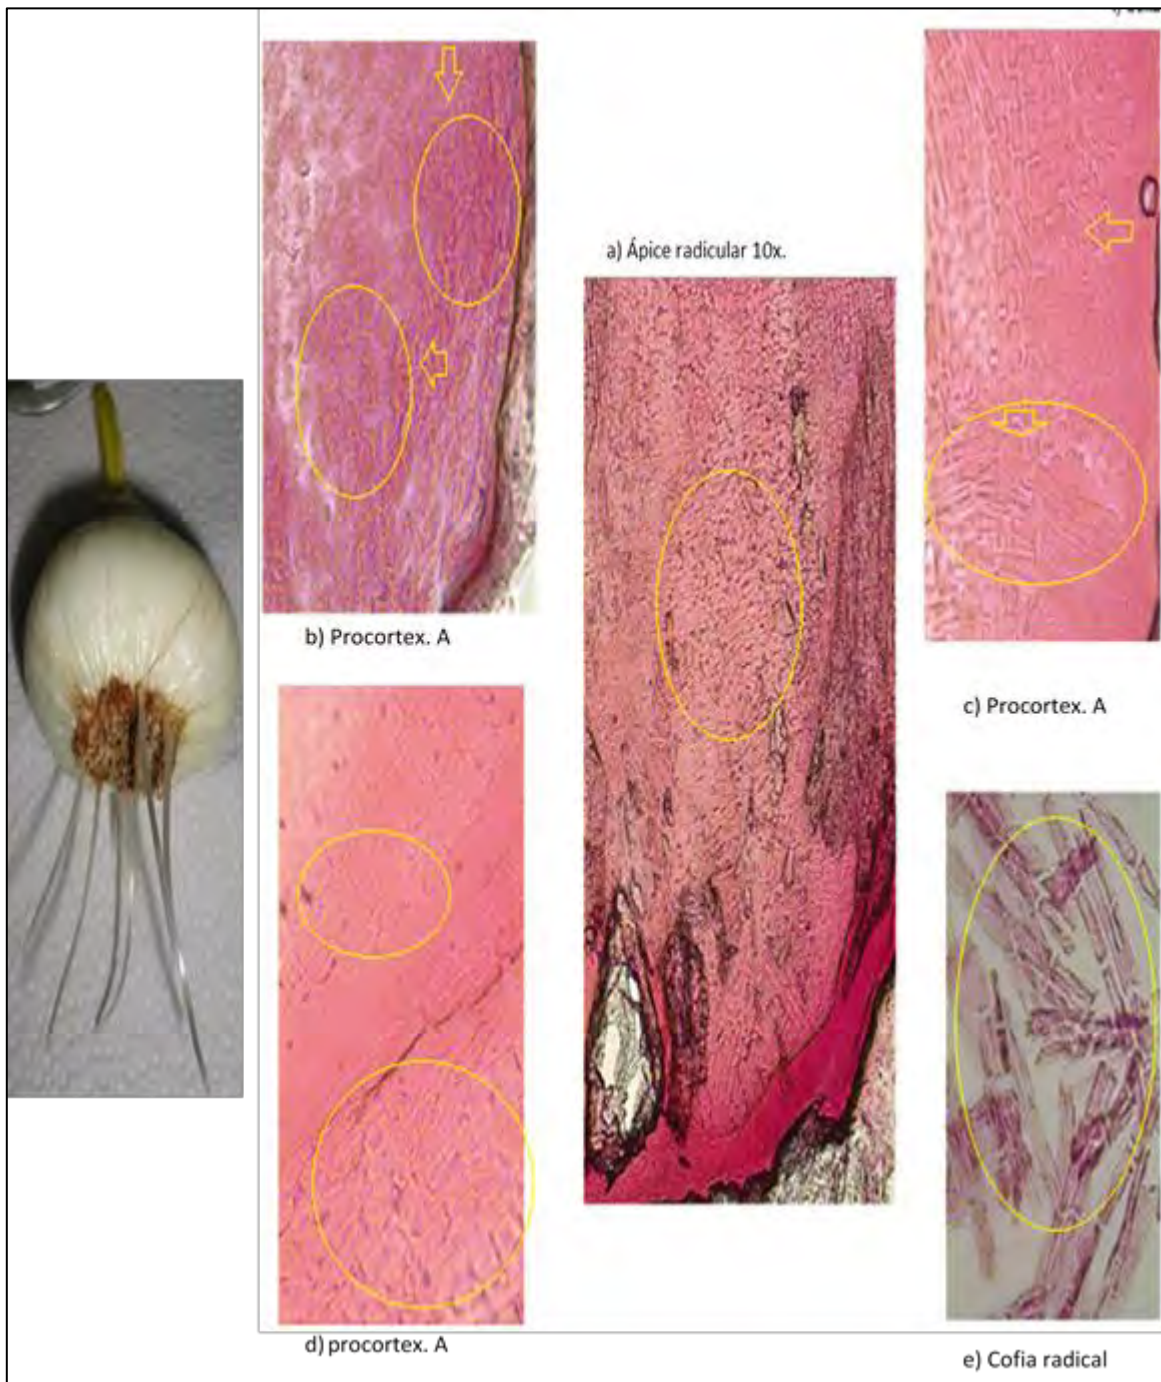 a) Ápice radicular 10x.
b) Procortex. A
c) Procortex. A
d) procortex. A
e) Cofia radical